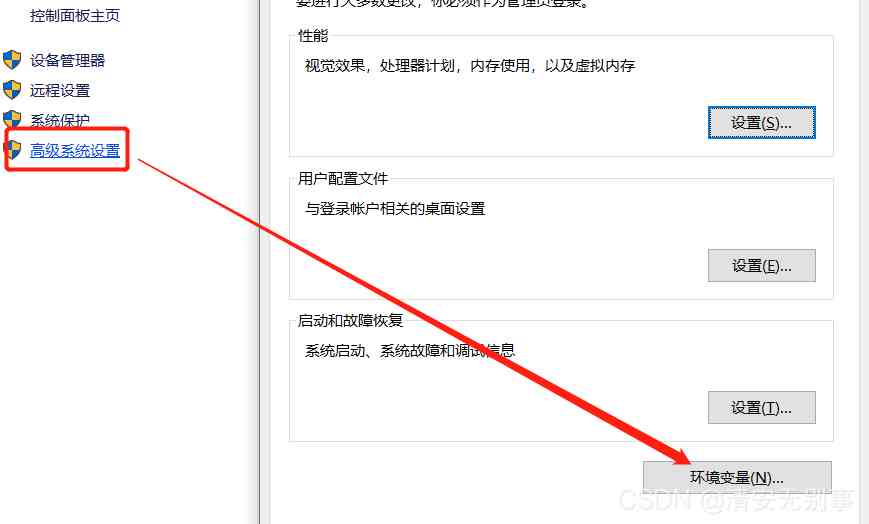 控制面板主页
设备管理器
远程设置
系统保护
高级系统设置
要进行大多数更改，你必须作为管理员登录。
性能
视觉效果，处理器计划，内存使用，以及虚拟内存
设置(S)...
用户配置文件
与登录帐户相关的桌面设置
设置(E)...
启动和故障恢复
系统启动、系统故障和调试信息
设置(T)...
环境变量(N)...
CSDN @清安无别事